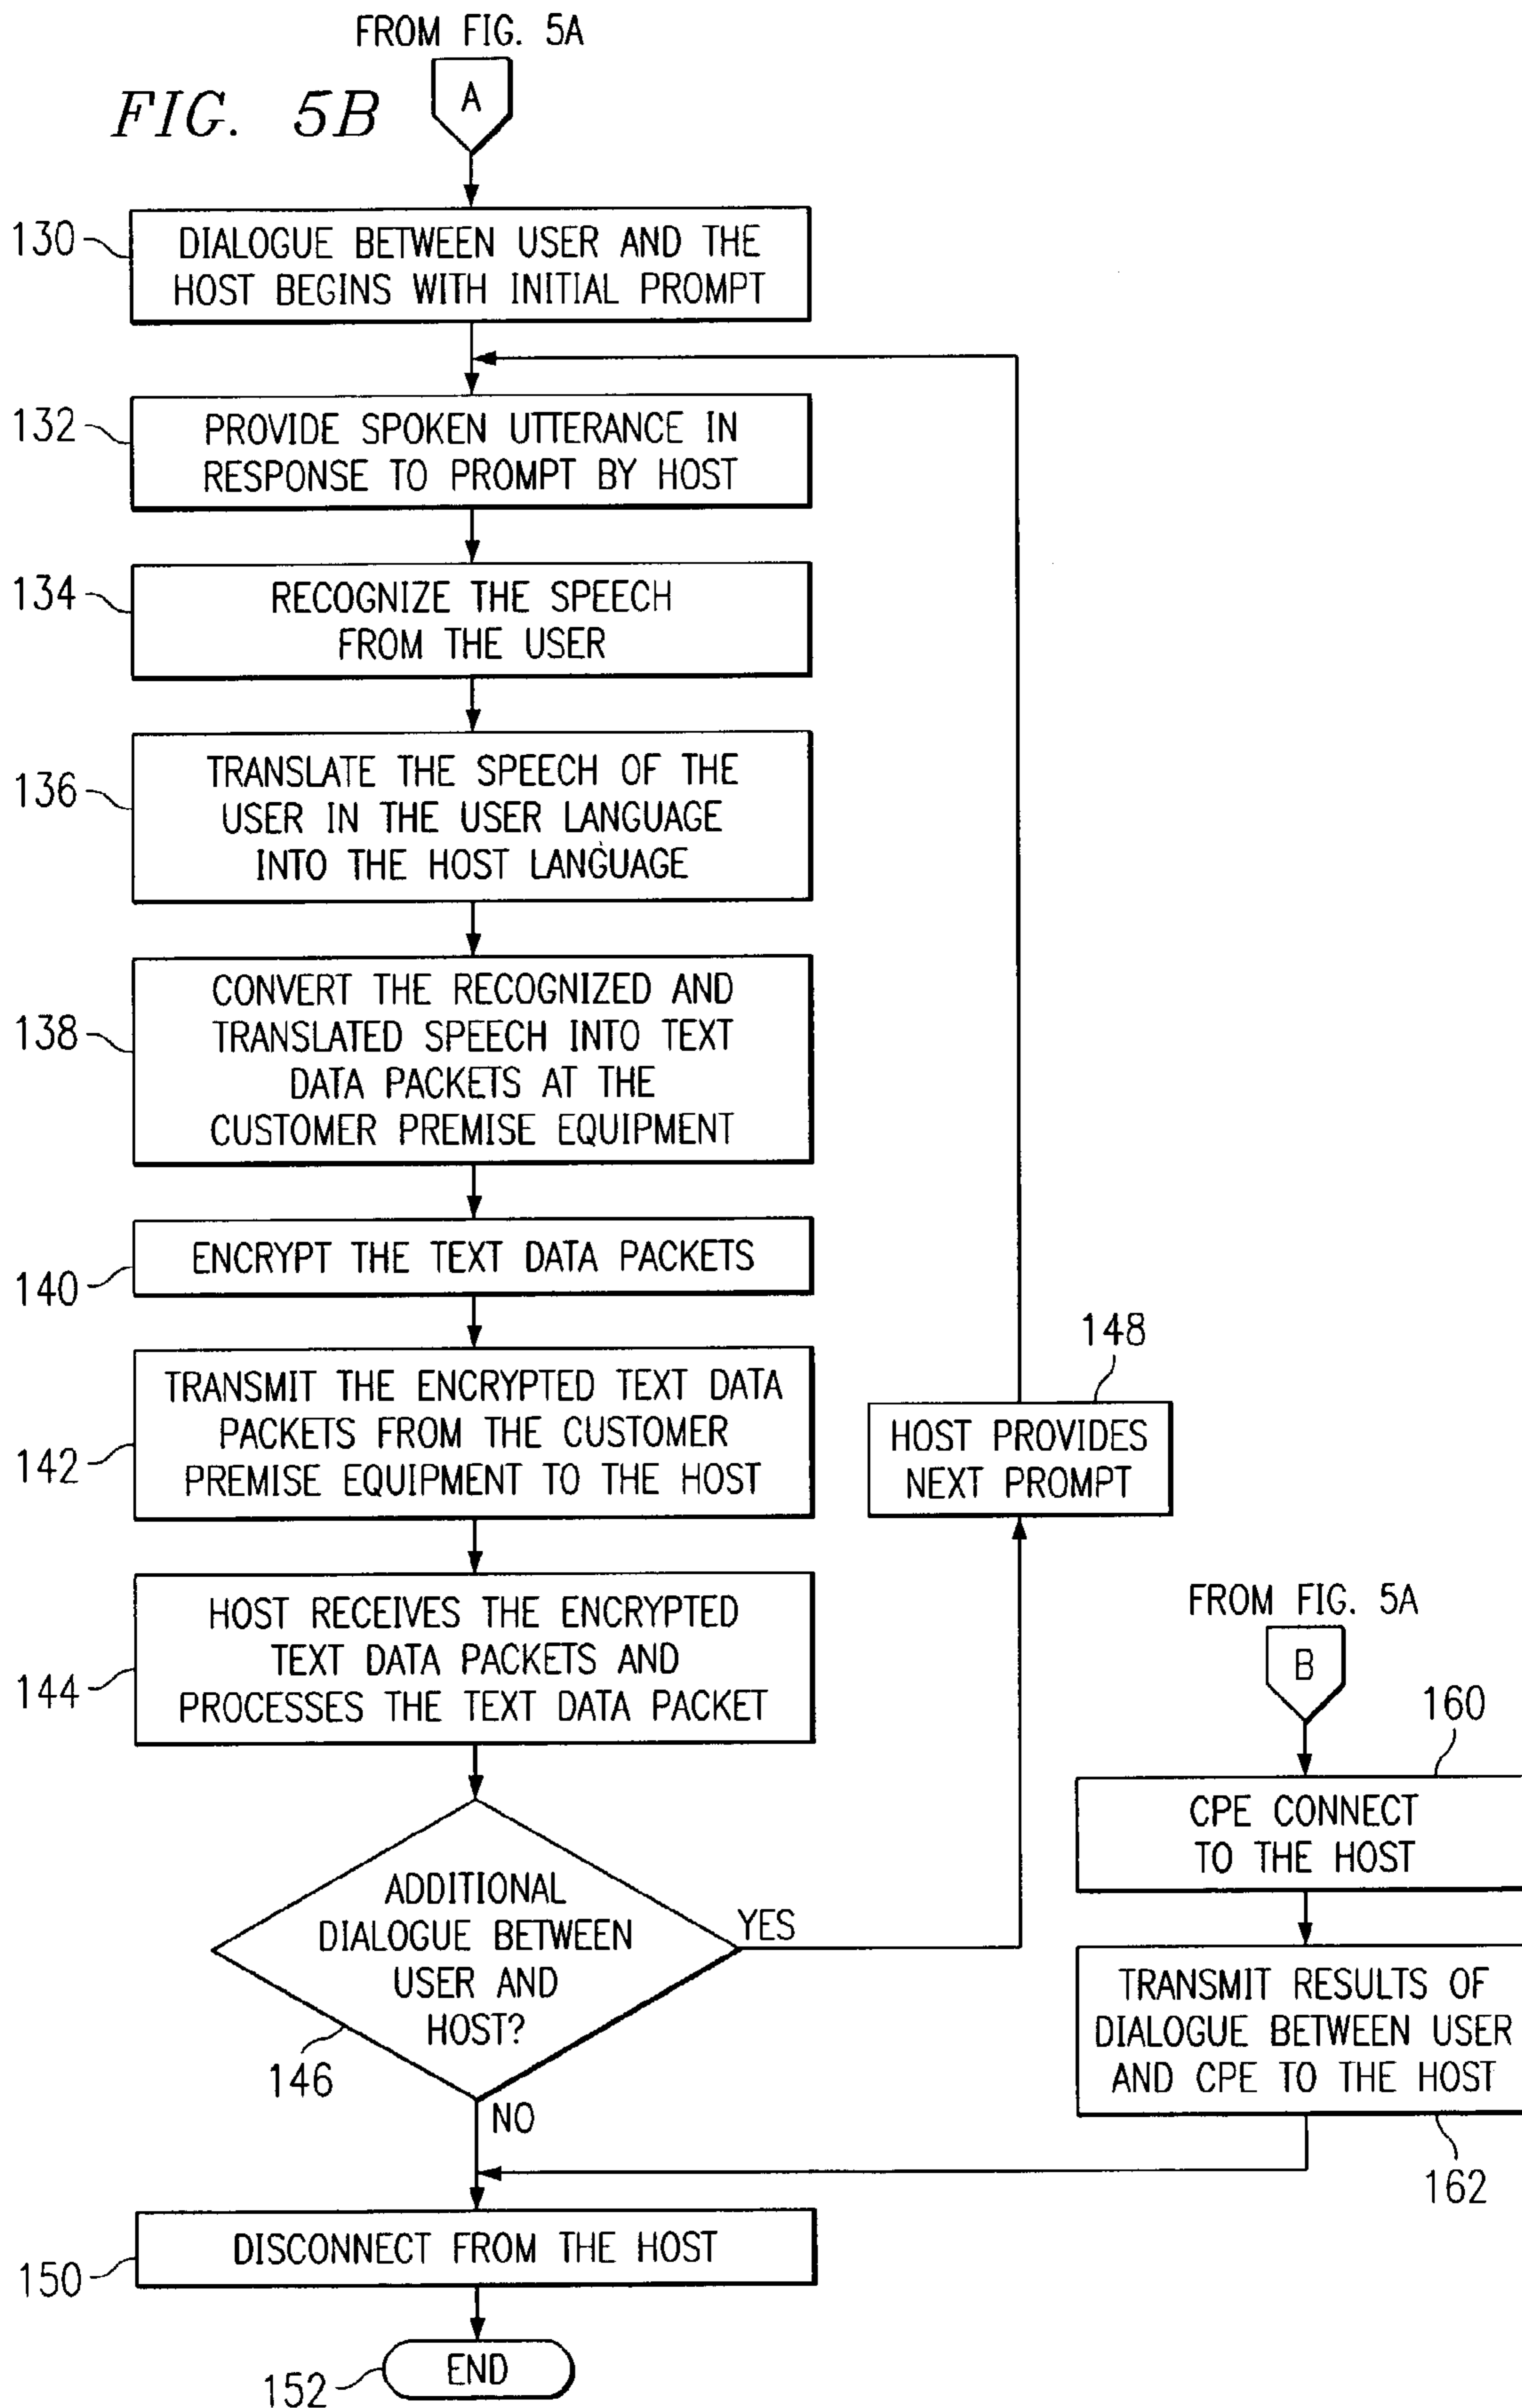 FROM FIG. 5A
FIG. 5B
A
130
DIALOGUE BETWEEN USER AND THE
HOST BEGINS WITH INITIAL PROMPT
132
PROVIDE SPOKEN UTTERANCE IN
RESPONSE TO PROMPT BY HOST
134
RECOGNIZE THE SPEECH
FROM THE USER
136
TRANSLATE THE SPEECH OF THE
USER IN THE USER LANGUAGE
INTO THE HOST LANGUAGE
138
CONVERT THE RECOGNIZED AND
TRANSLATED SPEECH INTO TEXT
DATA PACKETS AT THE
CUSTOMER PREMISE EQUIPMENT
140
ENCRYPT THE TEXT DATA PACKETS
142
TRANSMIT THE ENCRYPTED TEXT DATA
PACKETS FROM THE CUSTOMER
PREMISE EQUIPMENT TO THE HOST
148
HOST PROVIDES
NEXT PROMPT
144
HOST RECEIVES THE ENCRYPTED
TEXT DATA PACKETS AND
PROCESSES THE TEXT DATA PACKET
146
ADDITIONAL
DIALOGUE BETWEEN
USER AND
HOST?
YES
NO
FROM FIG. 5A
B
160
CPE CONNECT
TO THE HOST
TRANSMIT RESULTS OF
DIALOGUE BETWEEN USER
AND CPE TO THE HOST
162
150
DISCONNECT FROM THE HOST
152
END